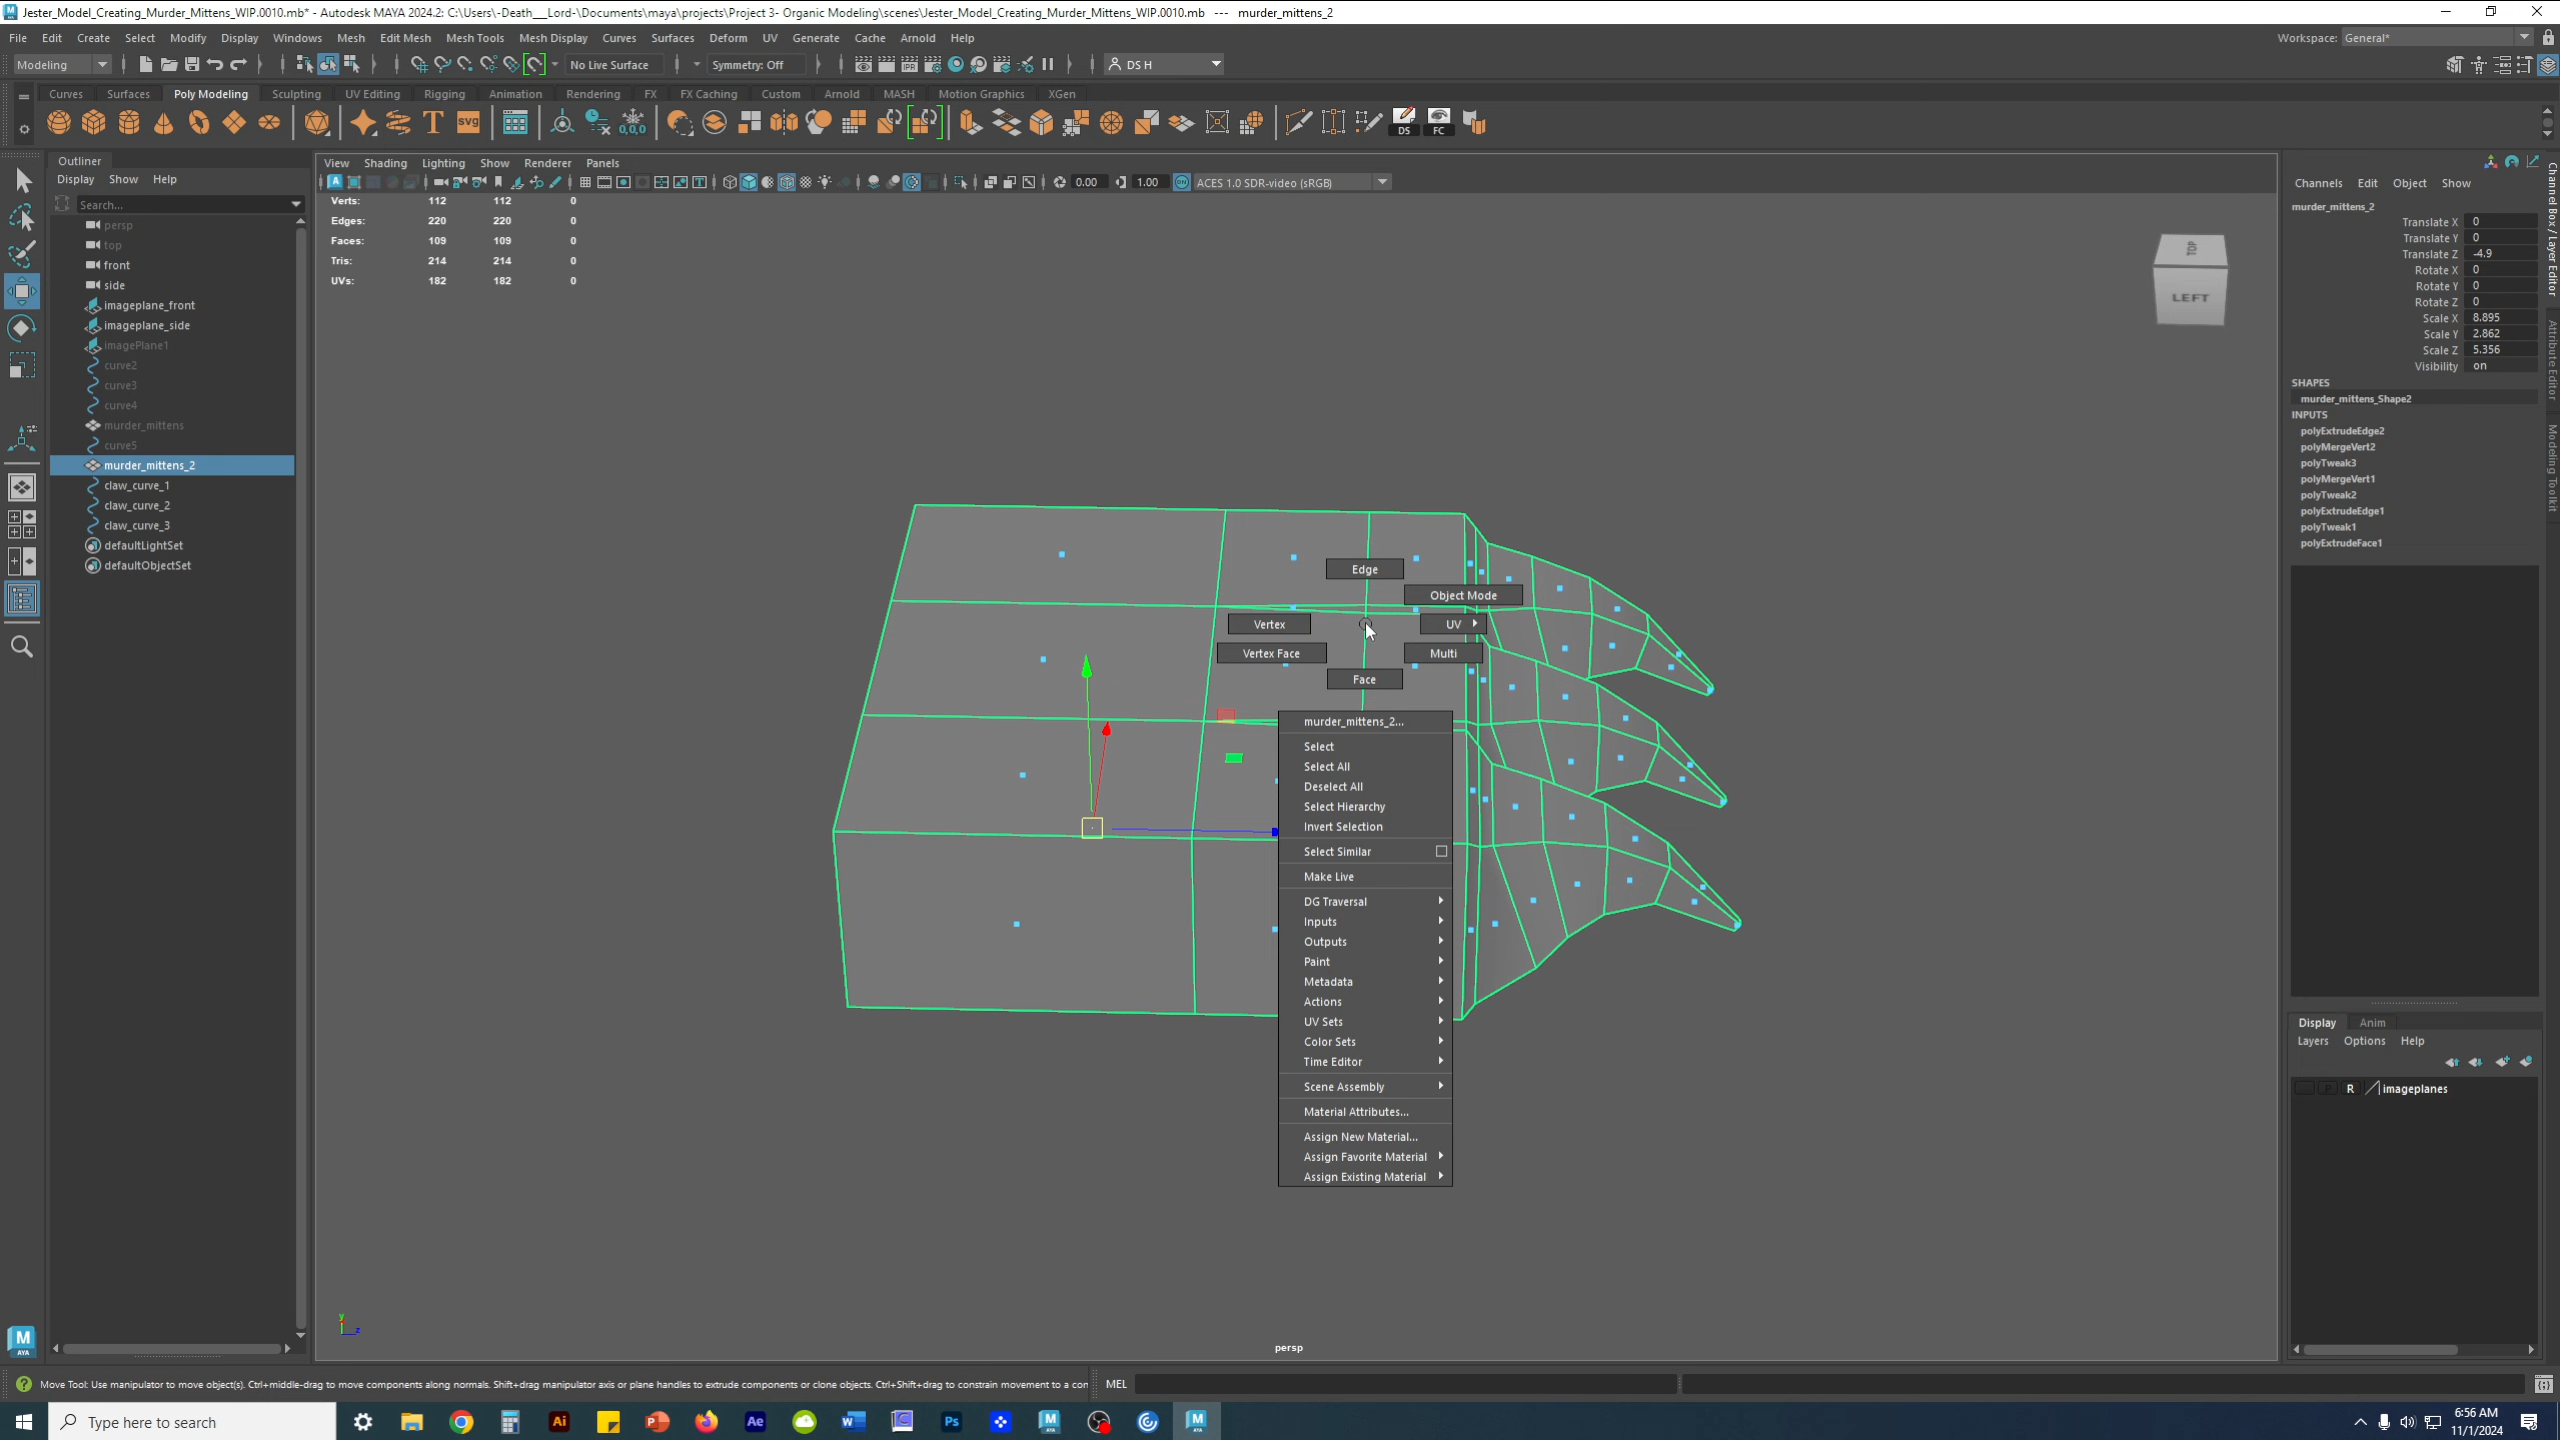 Jester_Model_Creating_Murder_Mittens_WIP.0010.mb* - Autodesk MAYA 2024.2: C:\Users\-Death__Lord-\Documents\maya\projects\Project 3- Organic Modeling\scenes\Jester_Model_Creating_Murder_Mittens_WIP.0010.mb --- murder_mittens_2
File Edit Create Select Modify Display Windows Mesh Edit Mesh Mesh Tools Mesh Display Curves Surfaces Deform UV Generate Cache Arnold Help
Workspace: General*
Modeling
No Live Surface
Symmetry: Off
DS H
Curves Surfaces Poly Modeling Sculpting UV Editing Rigging Animation Rendering FX FX Caching Custom Arnold MASH Motion Graphics XGen
Outliner
Display Show Help
Search...
persp
top
front
side
imageplane_front
imageplane_side
imagePlane1
curve2
curve3
curve4
murder_mittens
curve5
murder_mittens_2
claw_curve_1
claw_curve_2
claw_curve_3
defaultLightSet
defaultObjectSet
View Shading Lighting Show Renderer Panels
0.00 1.00 ACES 1.0 SDR-video (sRGB)
Verts: 112 112 0
Edges: 220 220 0
Faces: 109 109 0
Tris: 214 214 0
UVs: 182 182 0
TOP
LEFT
Edge
Object Mode
Vertex
UV
Vertex Face
Multi
Face
murder_mittens_2...
Select
Select All
Deselect All
Select Hierarchy
Invert Selection
Select Similar
Make Live
DG Traversal
Inputs
Outputs
Paint
Metadata
Actions
UV Sets
Color Sets
Time Editor
Scene Assembly
Material Attributes...
Assign New Material...
Assign Favorite Material
Assign Existing Material
persp
Channels Edit Object Show
murder_mittens_2
Translate X 0
Translate Y 0
Translate Z -4.9
Rotate X 0
Rotate Y 0
Rotate Z 0
Scale X 8.895
Scale Y 2.862
Scale Z 5.356
Visibility on
SHAPES
murder_mittens_Shape2
INPUTS
polyExtrudeEdge2
polyMergeVert2
polyTweak3
polyMergeVert1
polyTweak2
polyExtrudeEdge1
polyTweak1
polyExtrudeFace1
Display Anim
Layers Options Help
R imageplanes
Channel Box / Layer Editor
Attribute Editor
Modeling Toolkit
Move Tool: Use manipulator to move object(s). Ctrl+middle-drag to move components along normals. Shift+drag manipulator axis or plane handles to extrude components or clone objects. Ctrl+Shift+drag to constrain movement to a con
MEL
Type here to search
6:56 AM
11/1/2024